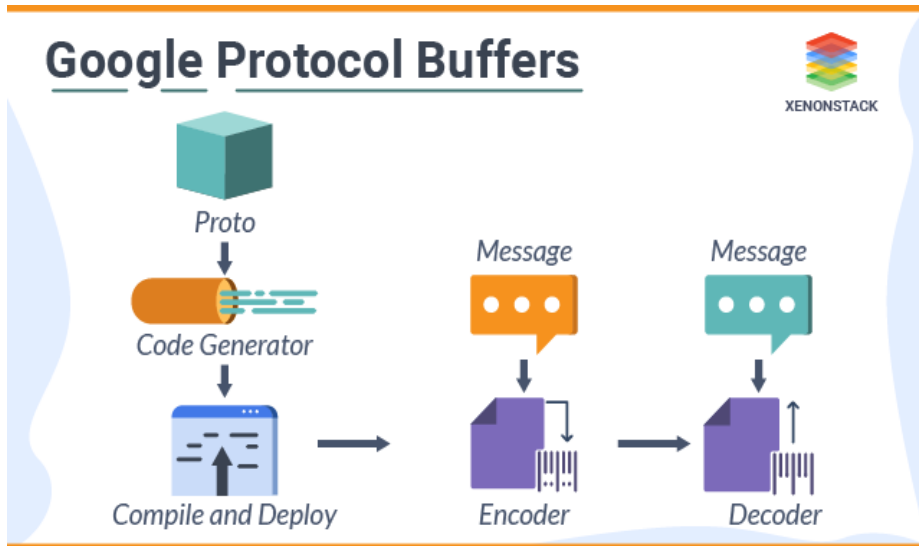 Google Protocol Buffers
XENONSTACK
Proto
Message
Message
Code Generator
Compile and Deploy
Encoder
Decoder